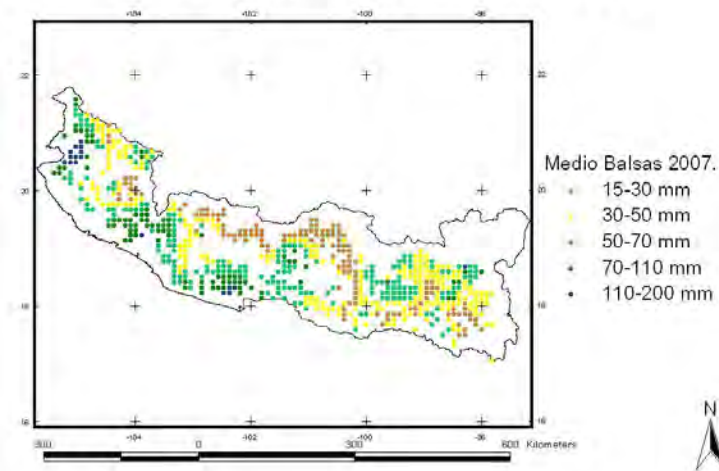 -104 -102 -100 -98
22 22
20 20
18 18
16 16
-104 -102 -100 -98
300 0 300 600 Kilometers
Medio Balsas 2007.
15-30 mm
30-50 mm
50-70 mm
70-110 mm
110-200 mm
N